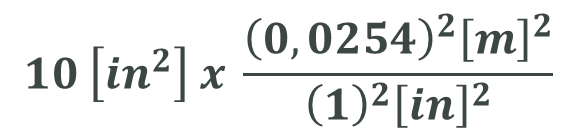 10 [in²] x (0,0254)²[m]²
(1)²[in]²